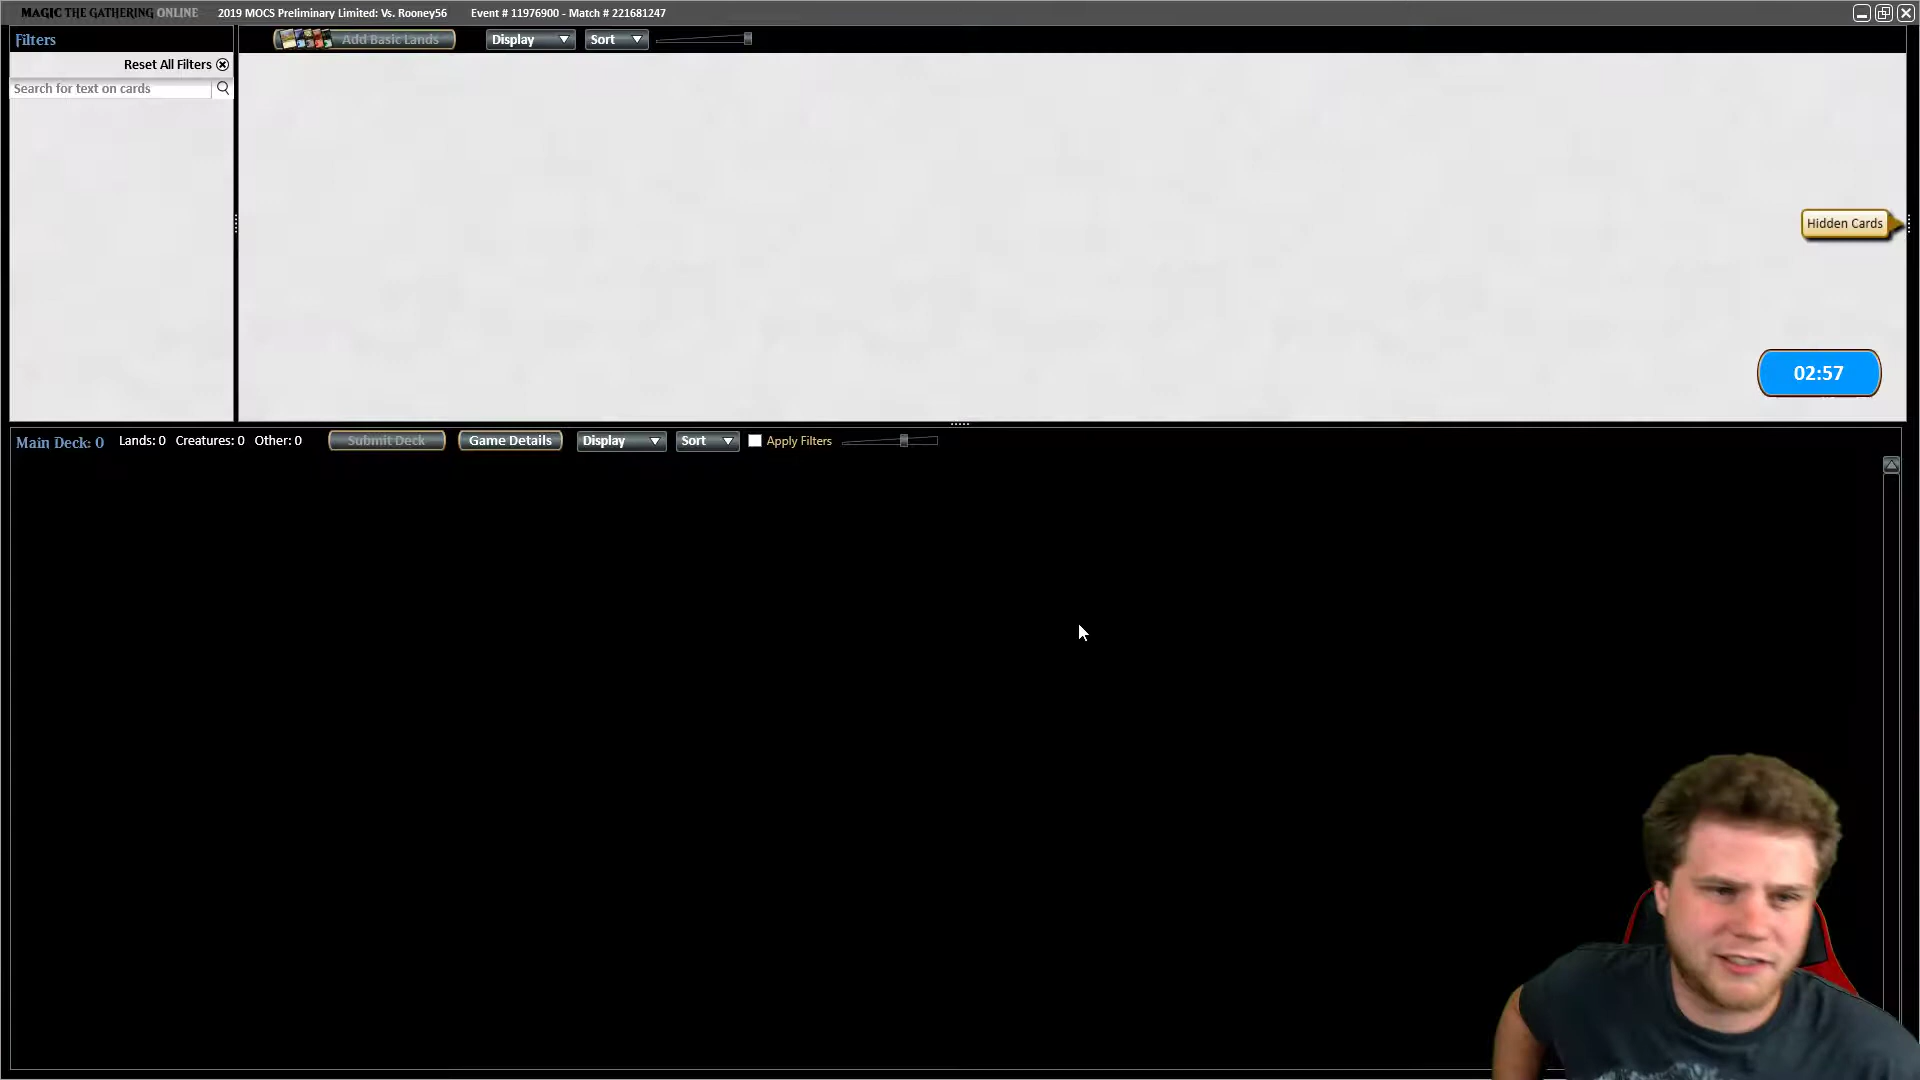 MAGIC THE GATHERING ONLINE 2019 MOCS Preliminary Limited: Vs. Rooney56 Event # 11976900 - Match # 221681247
Filters
Add Basic Lands Display Sort
Reset All Filters
Search for text on cards
Hidden Cards
02:57
Main Deck: 0 Lands: 0 Creatures: 0 Other: 0 Submit Deck Game Details Display Sort Apply Filters